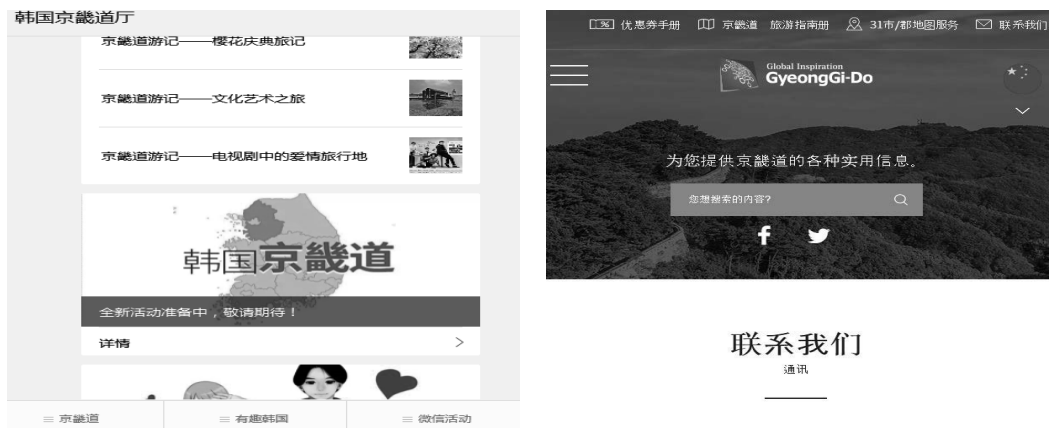 韩国京畿道厅
京畿道游记——樱花庆典旅记
京畿道游记——文化艺术之旅
京畿道游记——电视剧中的爱情旅行地
韩国京畿道
全新活动准备中，敬请期待！
详情
京畿道
有趣韩国
微信活动
优惠券手册 京畿道 旅游指南册 31市/郡地图服务 联系我们
Global Inspiration
GyeongGi-Do
为您提供京畿道的各种实用信息。
您想搜索的内容?
联系我们
通讯